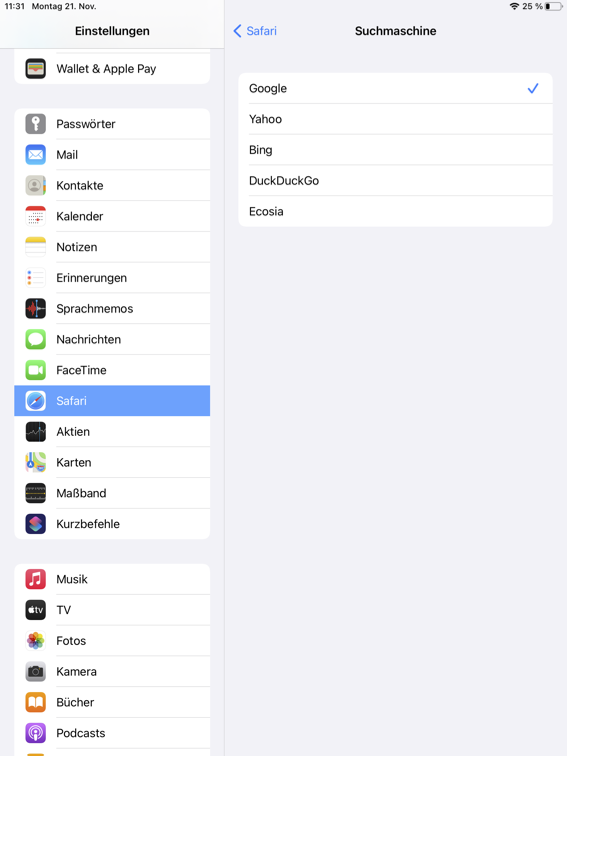 11:31 Montag 21. Nov.
25 %
Einstellungen
Safari
Suchmaschine
Wallet & Apple Pay
Passwörter
Mail
Kontakte
Kalender
Notizen
Erinnerungen
Sprachmemos
Nachrichten
FaceTime
Safari
Aktien
Karten
Maßband
Kurzbefehle
Musik
tv
TV
Fotos
Kamera
Bücher
Podcasts
Google
Yahoo
Bing
DuckDuckGo
Ecosia